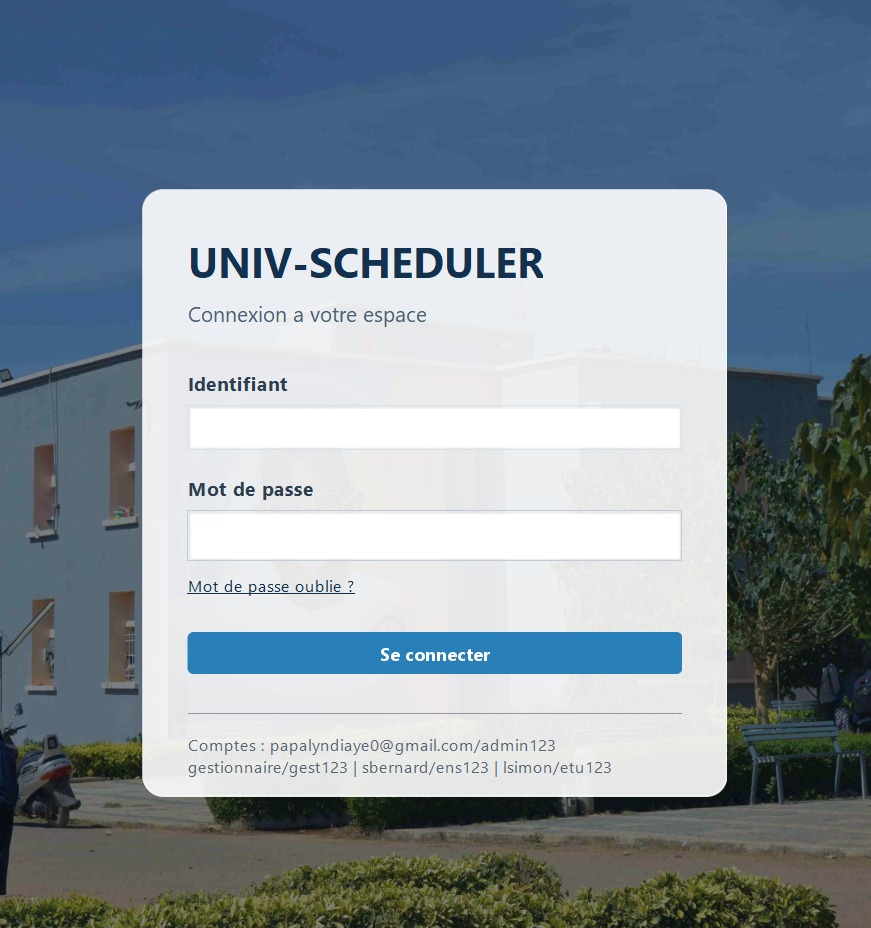 UNIV-SCHEDULER
Connexion a votre espace
Identifiant
Mot de passe
Mot de passe oublie ?
Se connecter
Comptes : papalyndiaye0@gmail.com/admin123
gestionnaire/gest123 | sbernard/ens123 | lsimon/etu123